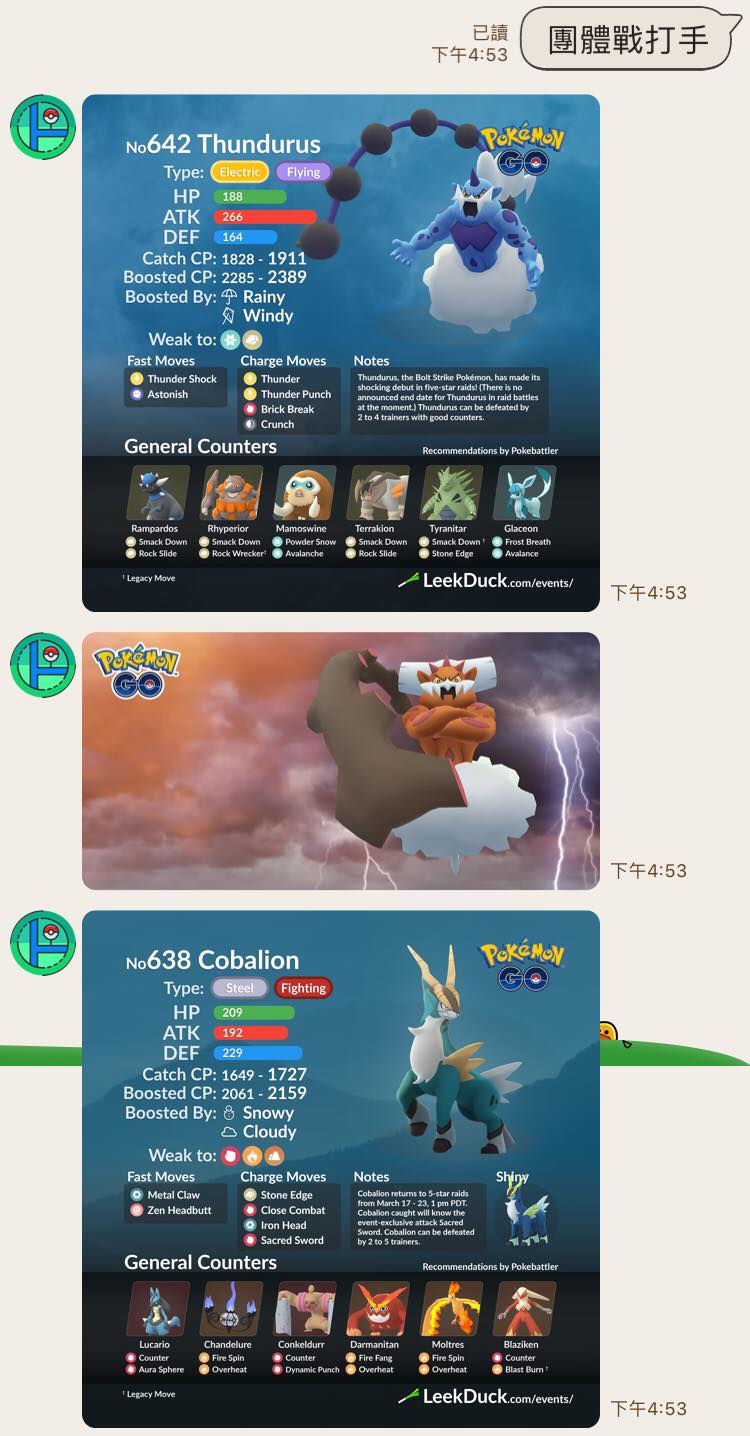 已讀
下午4:53
團體戰打手
No642 Thundurus
POKÉMON GO
Type: Electric Flying
HP 188
ATK 266
DEF 164
Catch CP: 1828 - 1911
Boosted CP: 2285 - 2389
Boosted By: Rainy
Windy
Weak to:
Fast Moves
Thunder Shock
Astonish
Charge Moves
Thunder
Thunder Punch
Brick Break
Crunch
Notes
Thundurus, the Bolt Strike Pokémon, has made its
shocking debut in five-star raids! (There is no
announced end date for Thundurus in raid battles
at the moment.) Thundurus can be defeated by
2 to 4 trainers with good counters.
General Counters
Recommendations by Pokebattler
Rampardos
Smack Down
Rock Slide
Rhyperior
Smack Down
Rock Wrecker†
Mamoswine
Powder Snow
Avalanche
Terrakion
Smack Down
Rock Slide
Tyranitar
Smack Down †
Stone Edge
Glaceon
Frost Breath
Avalance
† Legacy Move
LeekDuck.com/events/
下午4:53
POKÉMON GO
下午4:53
No638 Cobalion
POKÉMON GO
Type: Steel Fighting
HP 209
ATK 192
DEF 229
Catch CP: 1649 - 1727
Boosted CP: 2061 - 2159
Boosted By: Snowy
Cloudy
Weak to:
Fast Moves
Metal Claw
Zen Headbutt
Charge Moves
Stone Edge
Close Combat
Iron Head
Sacred Sword
Notes
Cobalion returns to 5-star raids
from March 17 - 23, 1 pm PDT.
Cobalion caught will know the
event-exclusive attack Sacred
Sword. Cobalion can be defeated
by 2 to 5 trainers.
Shiny
General Counters
Recommendations by Pokebattler
Lucario
Counter
Aura Sphere
Chandelure
Fire Spin
Overheat
Conkeldurr
Counter
Dynamic Punch
Darmanitan
Fire Fang
Overheat
Moltres
Fire Spin
Overheat
Blaziken
Counter
Blast Burn †
† Legacy Move
LeekDuck.com/events/
下午4:53